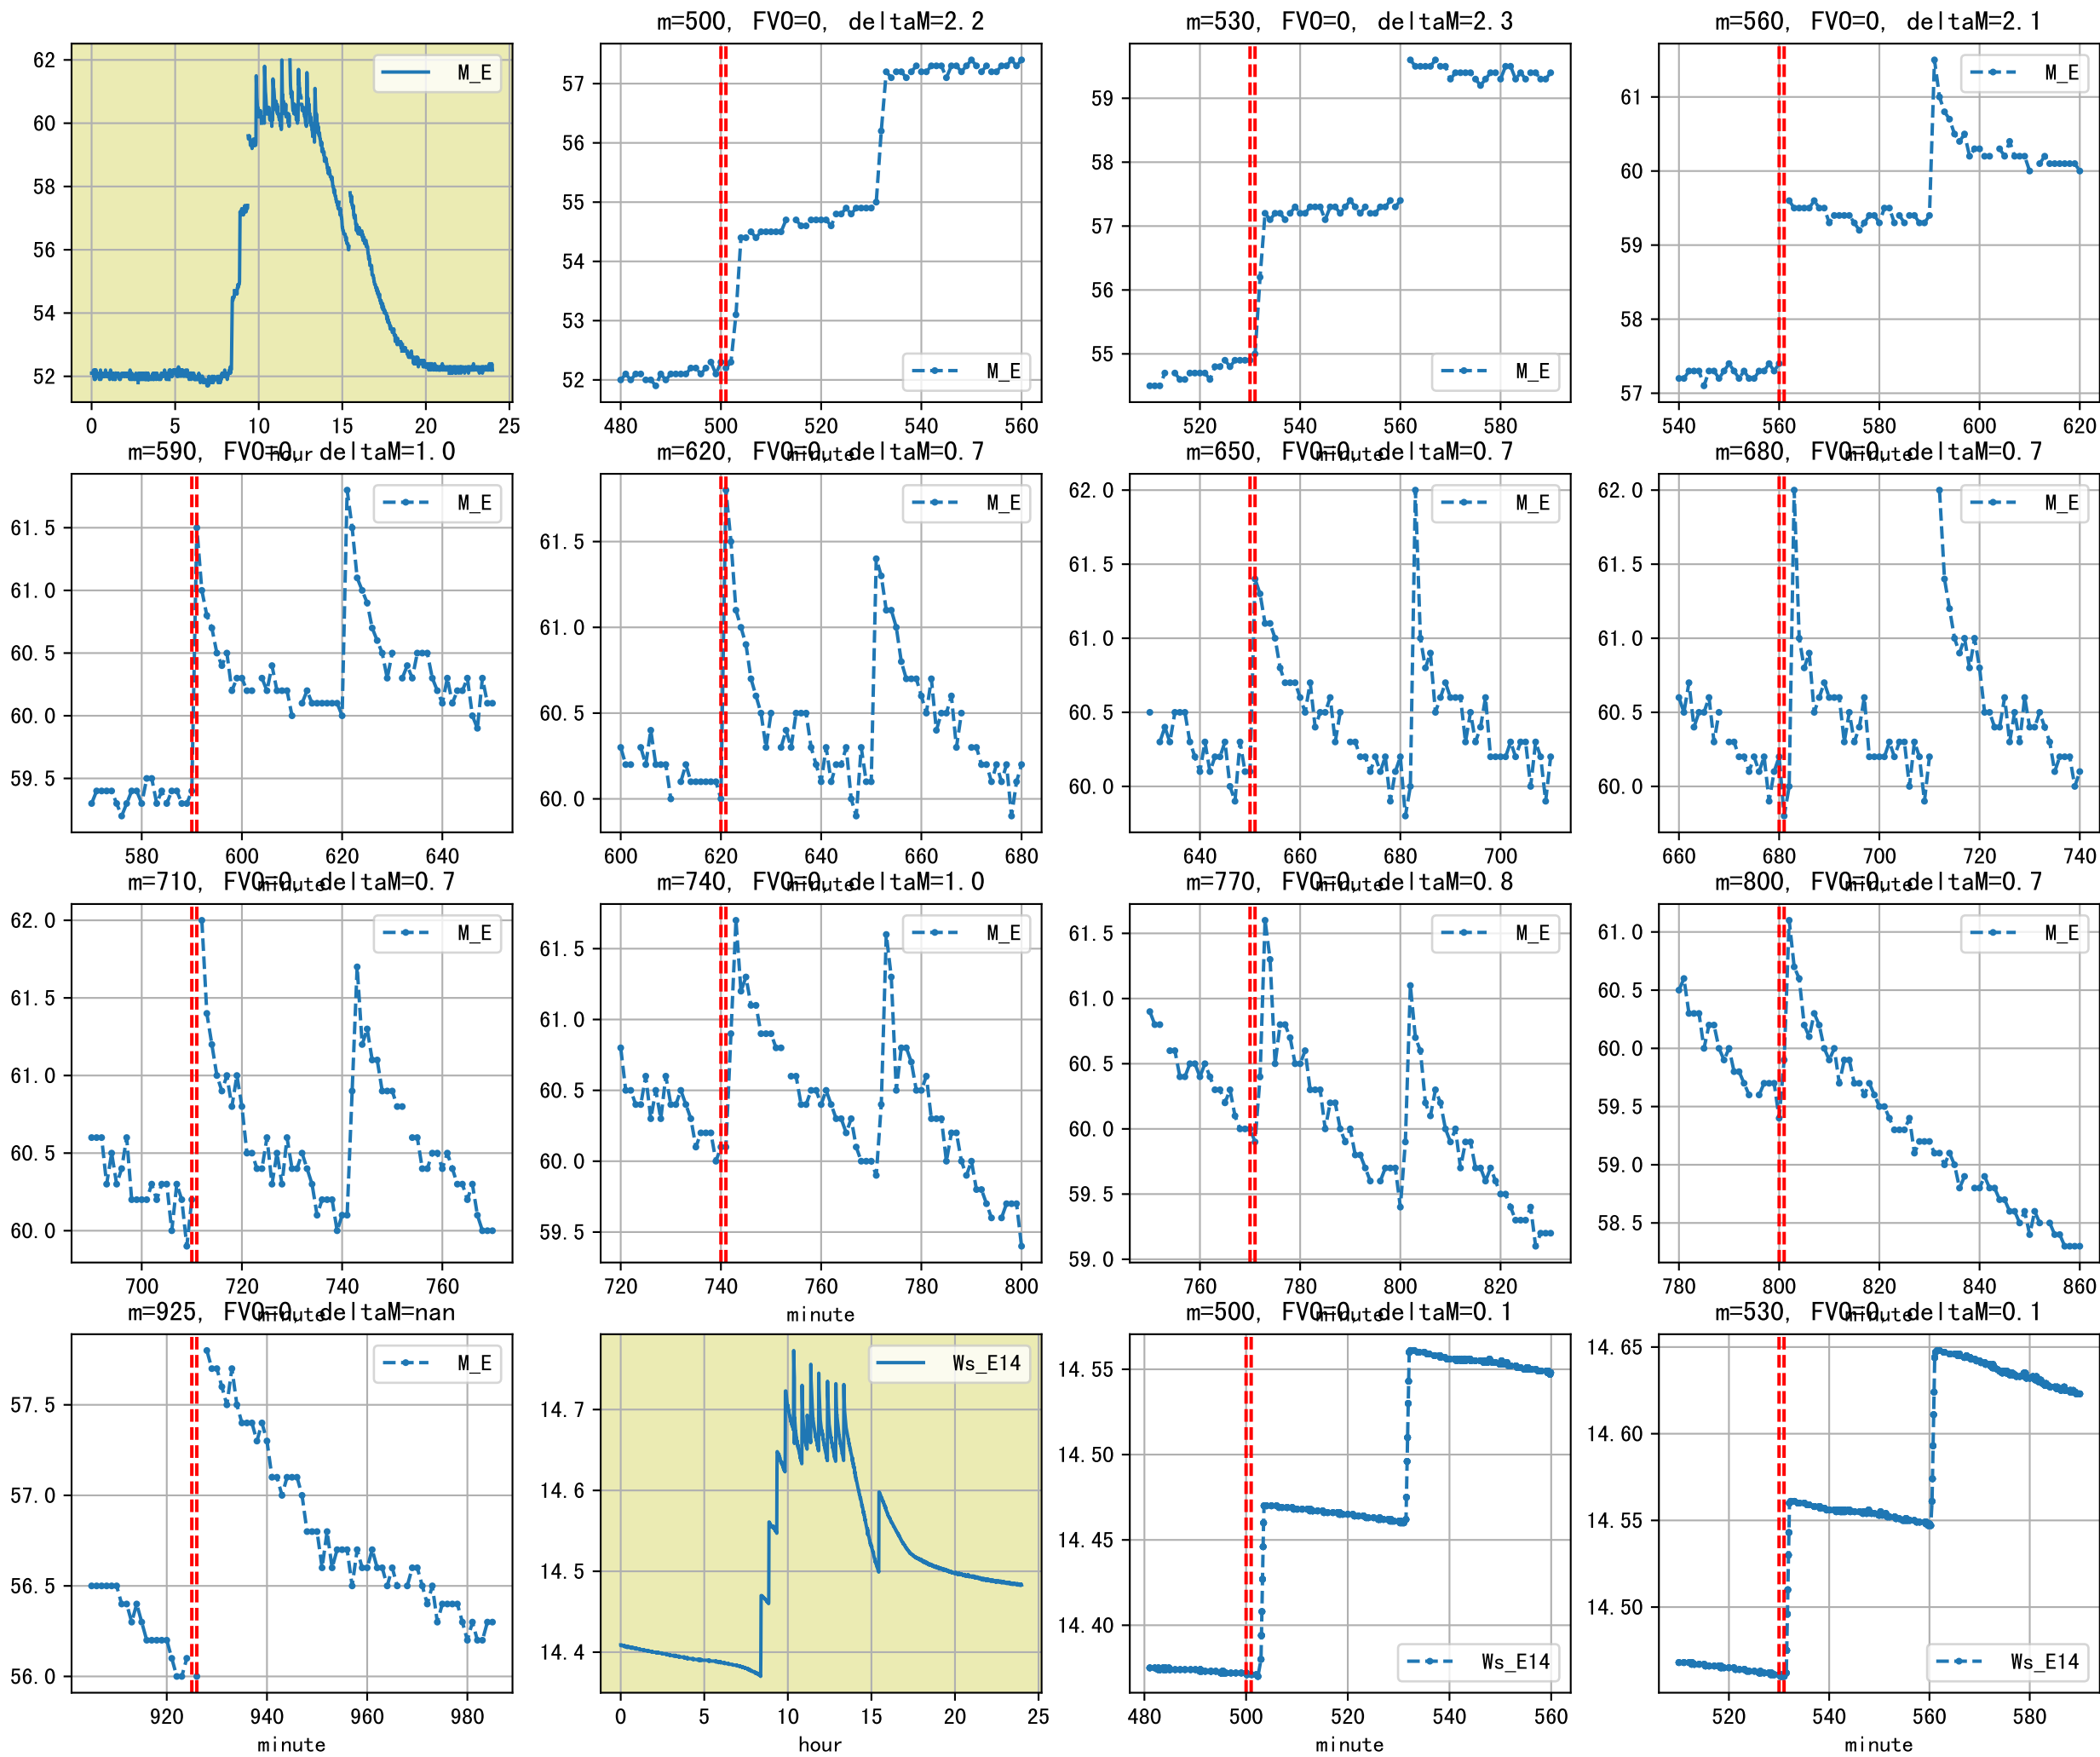 m=500, FVO=0, deltaM=2.2
m=530, FVO=0, deltaM=2.3
m=560, FVO=0, deltaM=2.1
62
60
58
56
54
52
M_E
0 5 10 15 20 25
hour
57
56
55
54
53
52
M_E
480 500 520 540 560
minute
59
58
57
56
55
M_E
520 540 560 580
minute
61
60
59
58
57
M_E
540 560 580 600 620
minute
m=590, FVO=0, deltaM=1.0
m=620, FVO=0, deltaM=0.7
m=650, FVO=0, deltaM=0.7
m=680, FVO=0, deltaM=0.7
61.5
61.0
60.5
60.0
59.5
M_E
580 600 620 640
minute
61.5
61.0
60.5
60.0
M_E
600 620 640 660 680
minute
62.0
61.5
61.0
60.5
60.0
M_E
640 660 680 700
minute
62.0
61.5
61.0
60.5
60.0
M_E
660 680 700 720 740
minute
m=710, FVO=0, deltaM=0.7
m=740, FVO=0, deltaM=1.0
m=770, FVO=0, deltaM=0.8
m=800, FVO=0, deltaM=0.7
62.0
61.5
61.0
60.5
60.0
M_E
700 720 740 760
minute
61.5
61.0
60.5
60.0
59.5
M_E
720 740 760 780 800
minute
61.5
61.0
60.5
60.0
59.5
59.0
M_E
760 780 800 820
minute
61.0
60.5
60.0
59.5
59.0
58.5
M_E
780 800 820 840 860
minute
m=925, FVO=0, deltaM=nan
m=500, FVO=0, deltaM=0.1
m=530, FVO=0, deltaM=0.1
57.5
57.0
56.5
56.0
M_E
920 940 960 980
minute
14.7
14.6
14.5
14.4
Ws_E14
0 5 10 15 20 25
hour
14.55
14.50
14.45
14.40
Ws_E14
480 500 520 540 560
minute
14.65
14.60
14.55
14.50
Ws_E14
520 540 560 580
minute